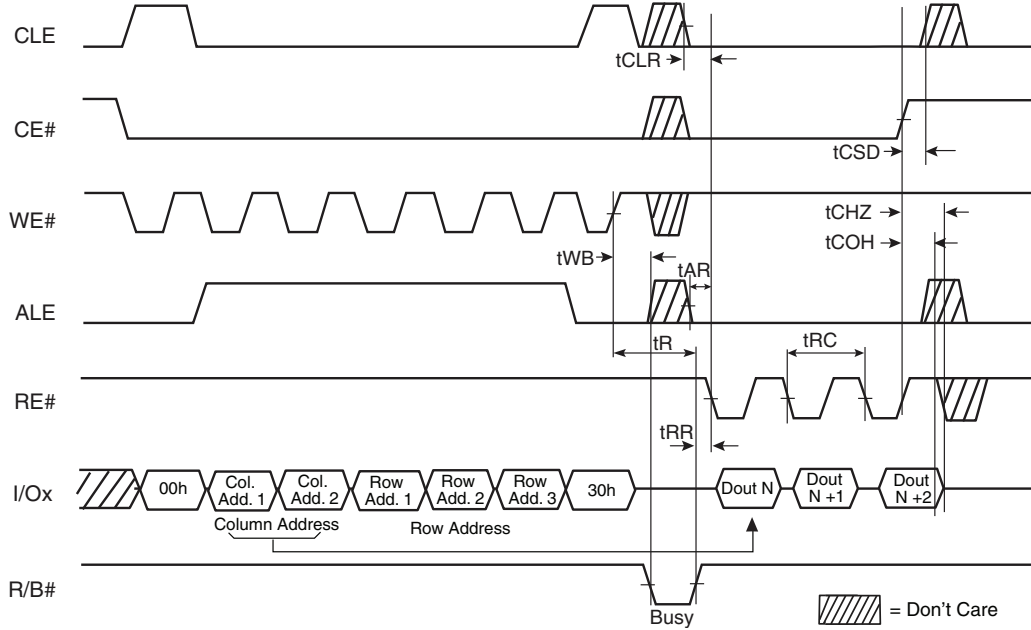 CLE
tCLR
CE#
tCSD
WE#
tCHZ
tCOH
tWB
tAR
ALE
tR
tRC
RE#
tRR
I/Ox
00h
Col. Add. 1
Col. Add. 2
Row Add. 1
Row Add. 2
Row Add. 3
30h
Dout N
Dout N +1
Dout N +2
Column Address
Row Address
R/B#
Busy
= Don't Care